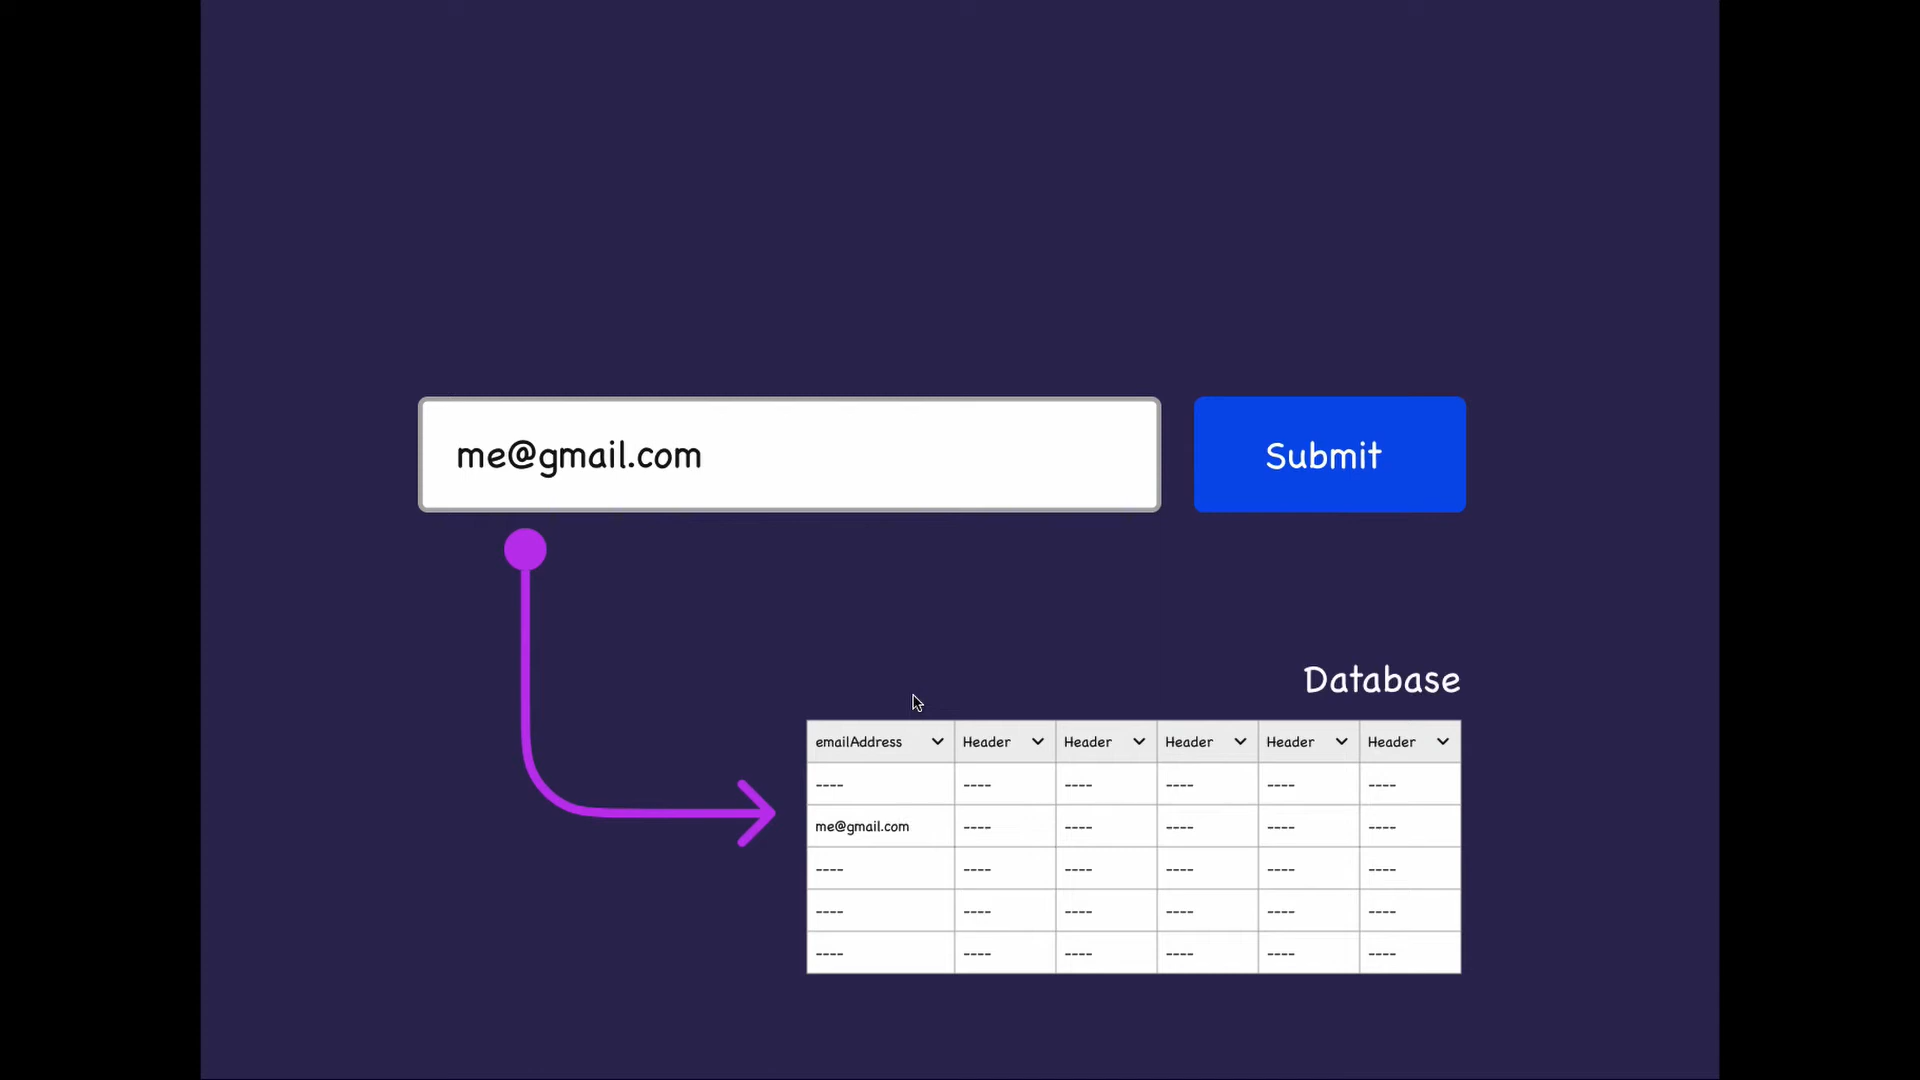 me@gmail.com
Submit
Database
emailAddress Header Header Header Header Header
---- ---- ---- ---- ---- ----
me@gmail.com ---- ---- ---- ---- ----
---- ---- ---- ---- ---- ----
---- ---- ---- ---- ---- ----
---- ---- ---- ---- ---- ----